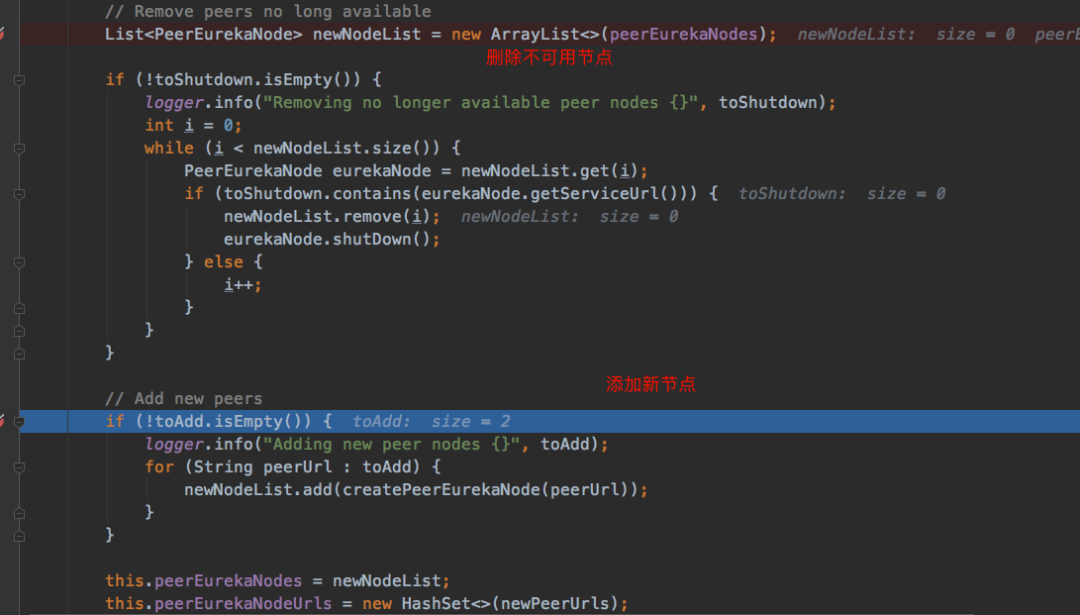 // Remove peers no long available
List<PeerEurekaNode> newNodeList = new ArrayList<>(peerEurekaNodes); newNodeList: size = 0
删除不可用节点
if (!toShutdown.isEmpty()) {
logger.info("Removing no longer available peer nodes {}", toShutdown);
int i = 0;
while (i < newNodeList.size()) {
PeerEurekaNode eurekaNode = newNodeList.get(i);
if (toShutdown.contains(eurekaNode.getServiceUrl())) { toShutdown: size = 0
newNodeList.remove(i); newNodeList: size = 0
eurekaNode.shutDown();
} else {
i++;
}
}
}
添加新节点
// Add new peers
if (!toAdd.isEmpty()) { toAdd: size = 2
logger.info("Adding new peer nodes {}", toAdd);
for (String peerUrl : toAdd) {
newNodeList.add(createPeerEurekaNode(peerUrl));
}
}
this.peerEurekaNodes = newNodeList;
this.peerEurekaNodeUrls = new HashSet<>(newPeerUrls);